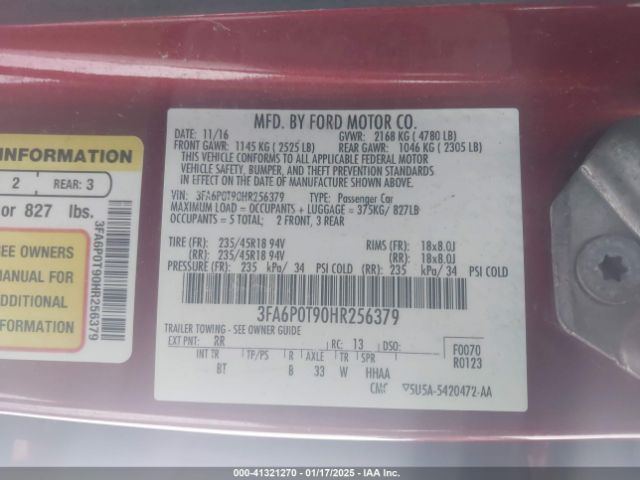 INFORMATION
2 REAR: 3
or 827 lbs.
SEE OWNERS
MANUAL FOR
ADDITIONAL
INFORMATION
3FA6P0T90HR256379
MFD. BY FORD MOTOR CO.
DATE: 11/16 GVWR: 2168 KG ( 4780 LB)
FRONT GAWR: 1145 KG ( 2525 LB) REAR GAWR: 1046 KG ( 2305 LB)
THIS VEHICLE CONFORMS TO ALL APPLICABLE FEDERAL MOTOR
VEHICLE SAFETY, BUMPER, AND THEFT PREVENTION STANDARDS
IN EFFECT ON THE DATE OF MANUFACTURE SHOWN ABOVE.
VIN: 3FA6P0T90HR256379 TYPE: Passenger Car
MAXIMUM LOAD = OCCUPANTS + LUGGAGE = 375KG/ 827LB
OCCUPANTS = 5 TOTAL: 2 FRONT, 3 REAR
TIRE (FR): 235/45R18 94V RIMS (FR): 18x8.0J
(RR): 235/45R18 94V (RR): 18x8.0J
PRESSURE (FR): 235 kPa/ 34 PSI COLD (RR): 235 kPa/ 34 PSI COLD
3FA6P0T90HR256379
TRAILER TOWING - SEE OWNER GUIDE
EXT PNT: RR RC: 13 DSO: F0070
INT TR TP/PS R AXLE TR SPR R0123
BT B 33 W HHAA
CMC 5U5A-5420472-AA
000-41321270 - 01/17/2025 - IAAI.COM